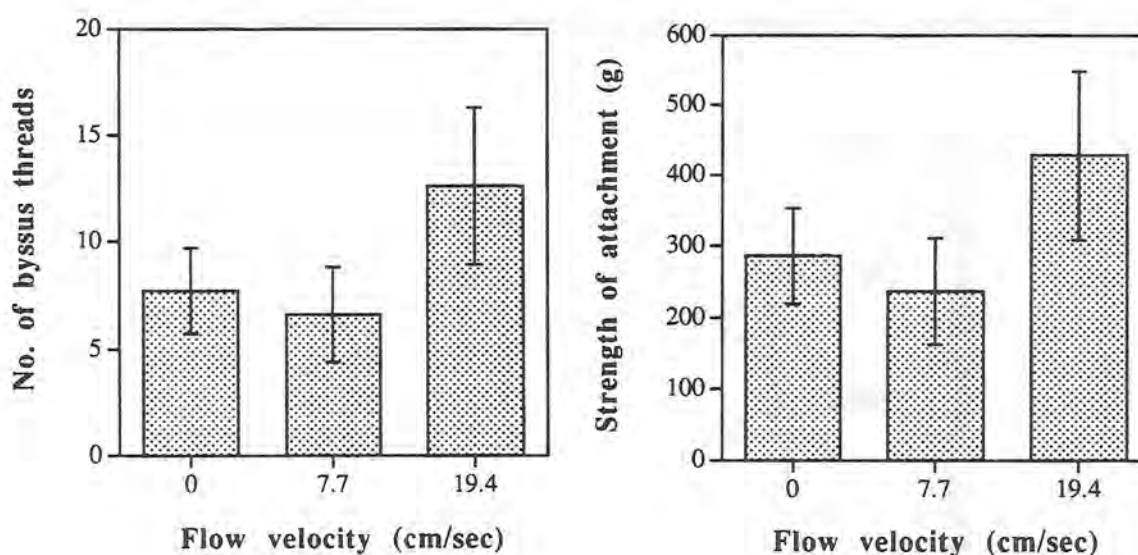 No. of byssus threads
20
15
10
5
0
0 7.7 19.4
Flow velocity (cm/sec)
Strength of attachment (g)
600
500
400
300
200
100
0
0 7.7 19.4
Flow velocity (cm/sec)